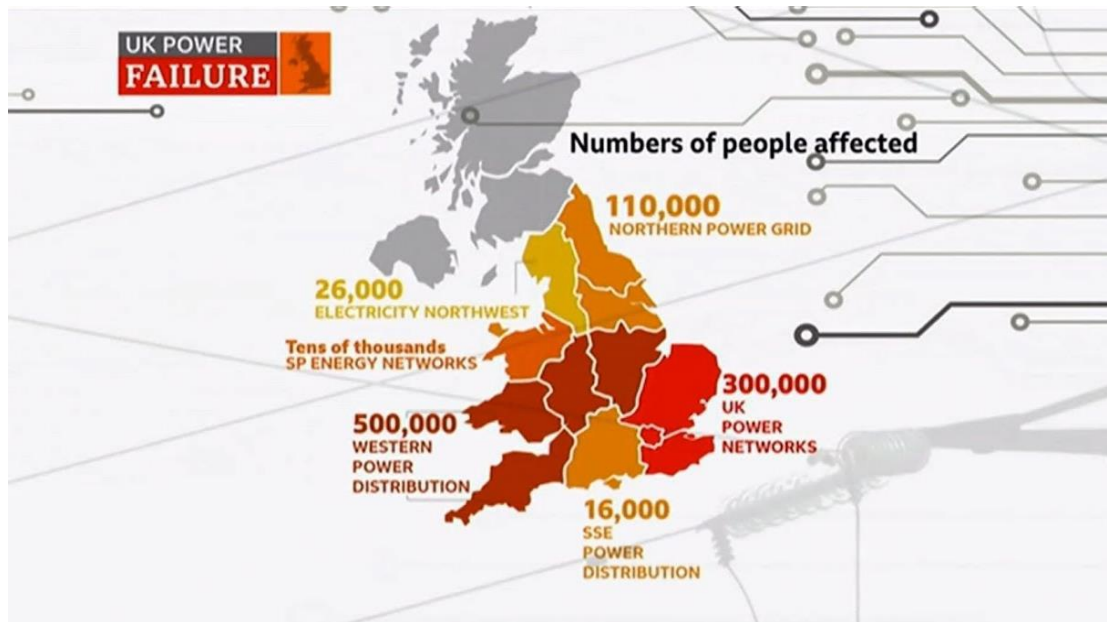 UK POWER
FAILURE
Numbers of people affected
110,000
NORTHERN POWER GRID
26,000
ELECTRICITY NORTHWEST
Tens of thousands
SP ENERGY NETWORKS
300,000
UK
POWER
NETWORKS
500,000
WESTERN
POWER
DISTRIBUTION
16,000
SSE
POWER
DISTRIBUTION